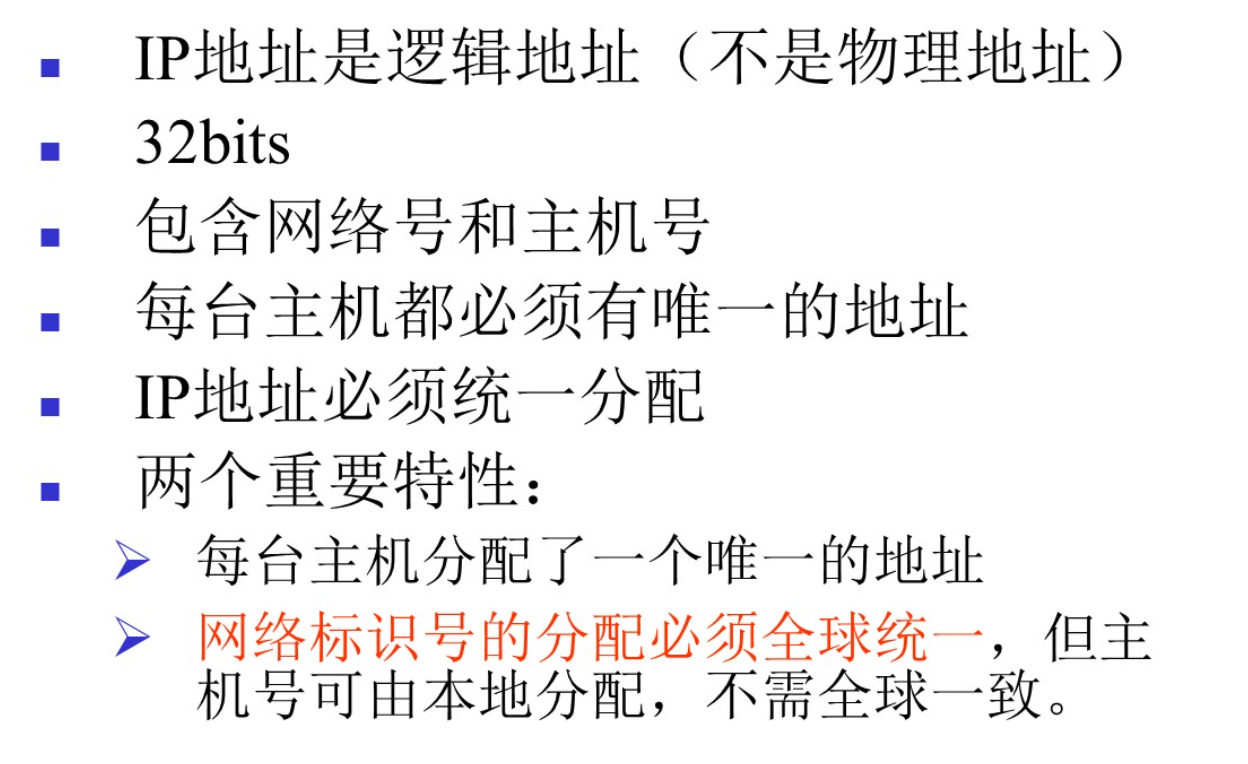 IP地址是逻辑地址（不是物理地址）
32bits
包含网络号和主机号
每台主机都必须有唯一的地址
IP地址必须统一分配
两个重要特性：
每台主机分配了一个唯一的地址
网络标识号的分配必须全球统一，但主
机号可由本地分配，不需全球一致。